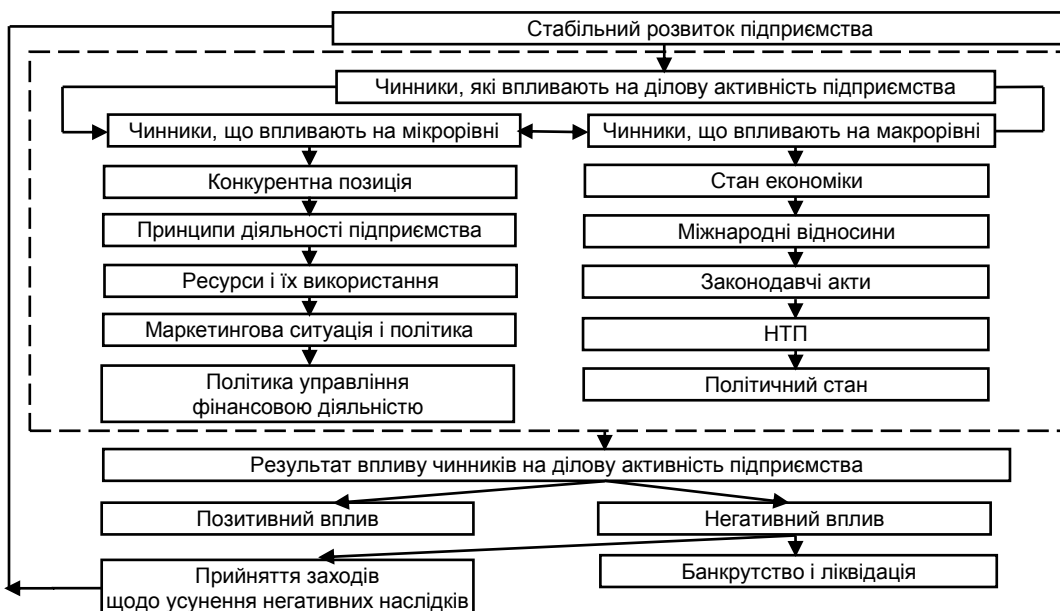 Стабільний розвиток підприємства
Чинники, які впливають на ділову активність підприємства
Чинники, що впливають на мікрорівні
Чинники, що впливають на макрорівні
Конкурентна позиція
Стан економіки
Принципи діяльності підприємства
Міжнародні відносини
Ресурси і їх використання
Законодавчі акти
Маркетингова ситуація і політика
НТП
Політика управління
фінансовою діяльністю
Політичний стан
Результат впливу чинників на ділову активність підприємства
Позитивний вплив
Негативний вплив
Прийняття заходів
щодо усунення негативних наслідків
Банкрутство і ліквідація